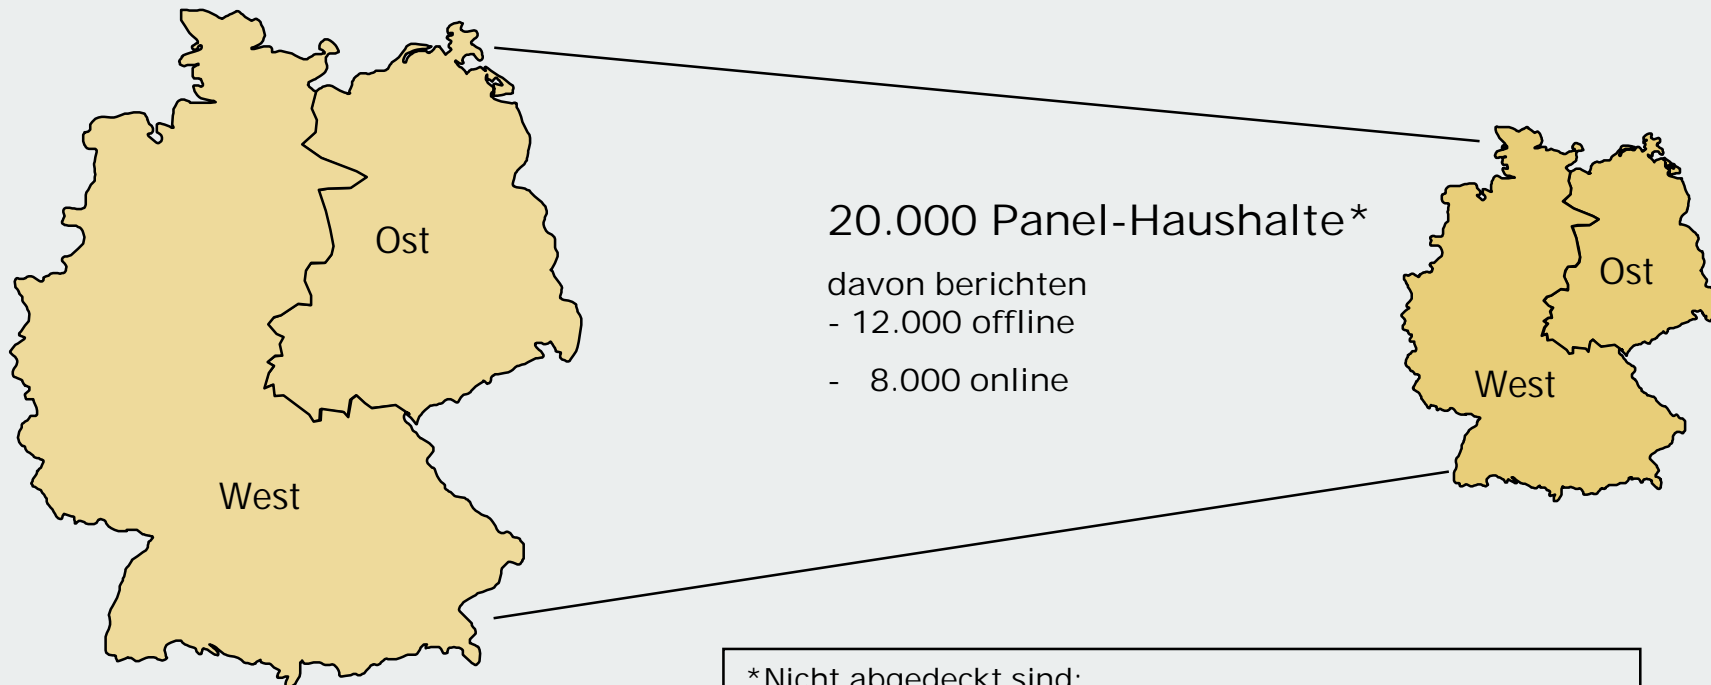 Ost
West
20.000 Panel-Haushalte*
davon berichten
- 12.000 offline
- 8.000 online
Ost
West
*Nicht abgedeckt sind: